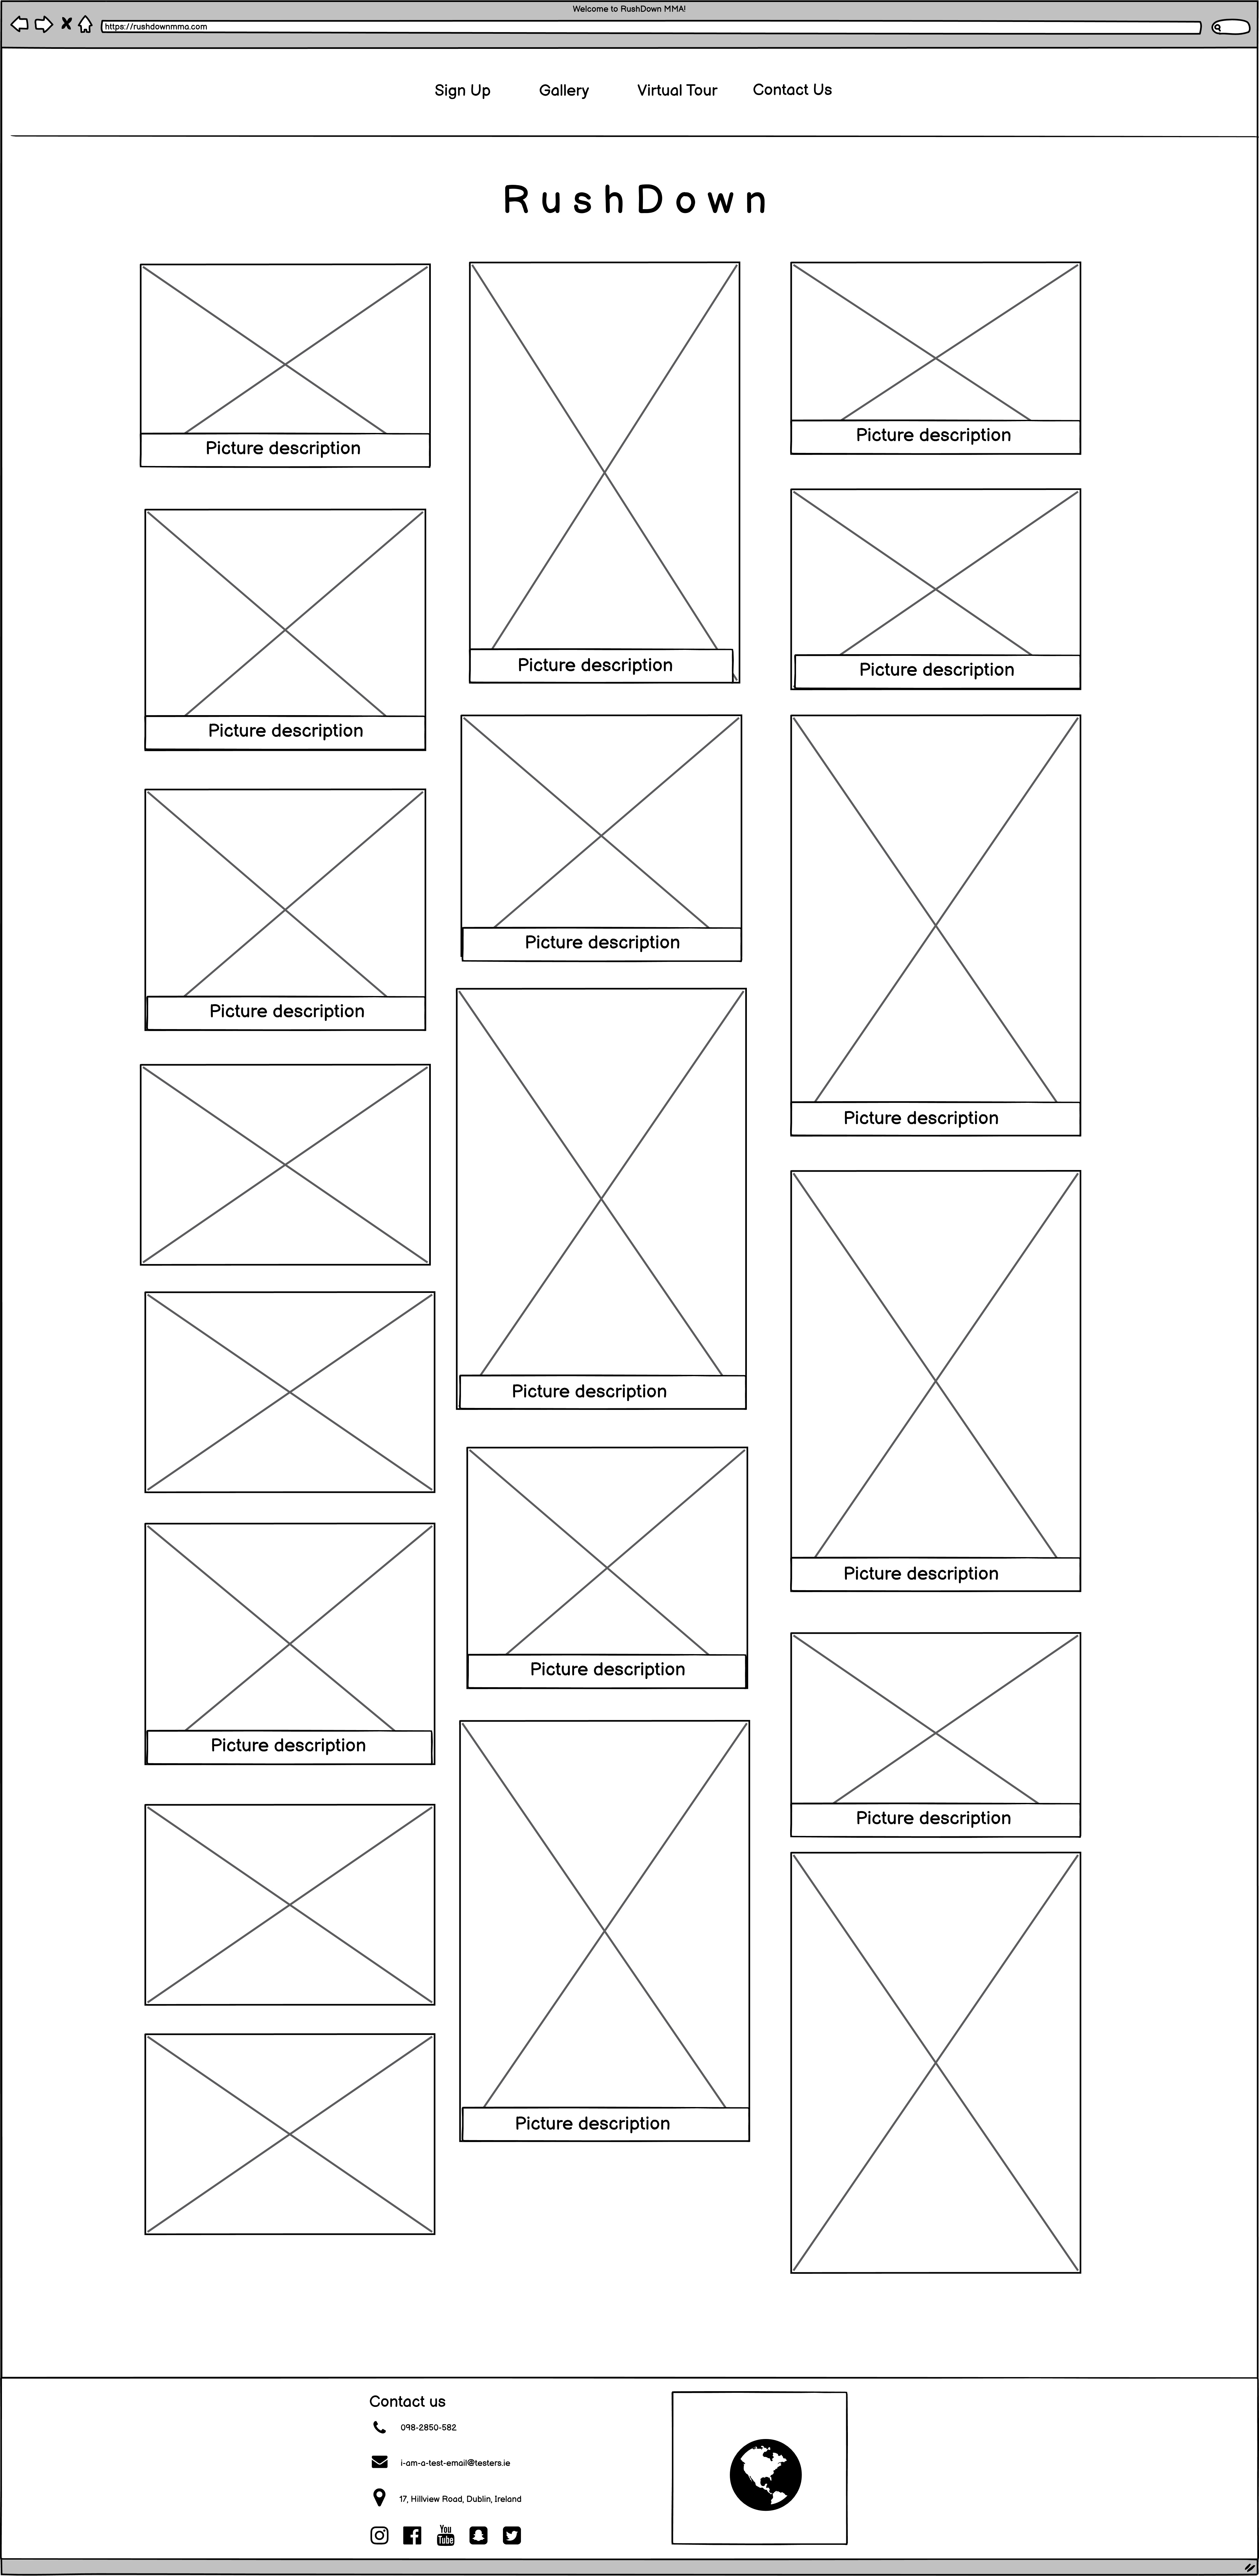 Welcome to RushDown MMA!
https://rushdownmma.com
Sign Up
Gallery
Virtual Tour
Contact Us
RushDown
Picture description
Picture description
Picture description
Picture description
Picture description
Picture description
Picture description
Picture description
Picture description
Picture description
Picture description
Picture description
Picture description
Picture description
Contact us
098-2850-582
i-am-a-test-email@testers.ie
17, Hillview Road, Dublin, Ireland
You
Tube